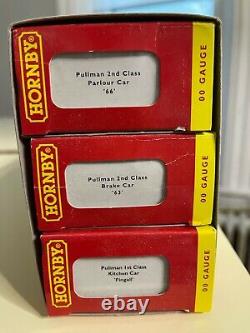 HORNBY®
Pullman 2nd Class
Parlour Car
'66'
00 GAUGE
HORNBY®
Pullman 2nd Class
Brake Car
'63'
00 GAUGE
HORNBY®
Pullman 1st Class
Kitchen Car
'Fingall'
00 GAUGE